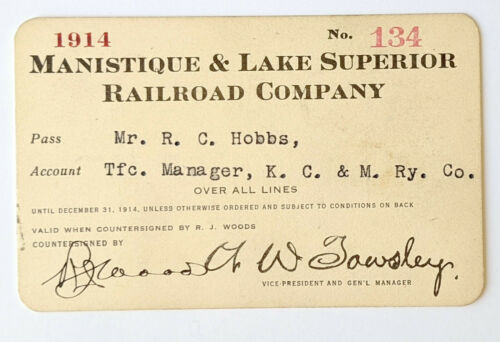 1914 No. 134
MANISTIQUE & LAKE SUPERIOR
RAILROAD COMPANY
Pass Mr. R. C. Hobbs,
Account Tfc. Manager, K. C. & M. Ry. Co.
OVER ALL LINES
UNTIL DECEMBER 31, 1914, UNLESS OTHERWISE ORDERED AND SUBJECT TO CONDITIONS ON BACK
VALID WHEN COUNTERSIGNED BY R. J. WOODS
COUNTERSIGNED BY
RJ Woods W Towsley.
VICE-PRESIDENT AND GEN'L MANAGER